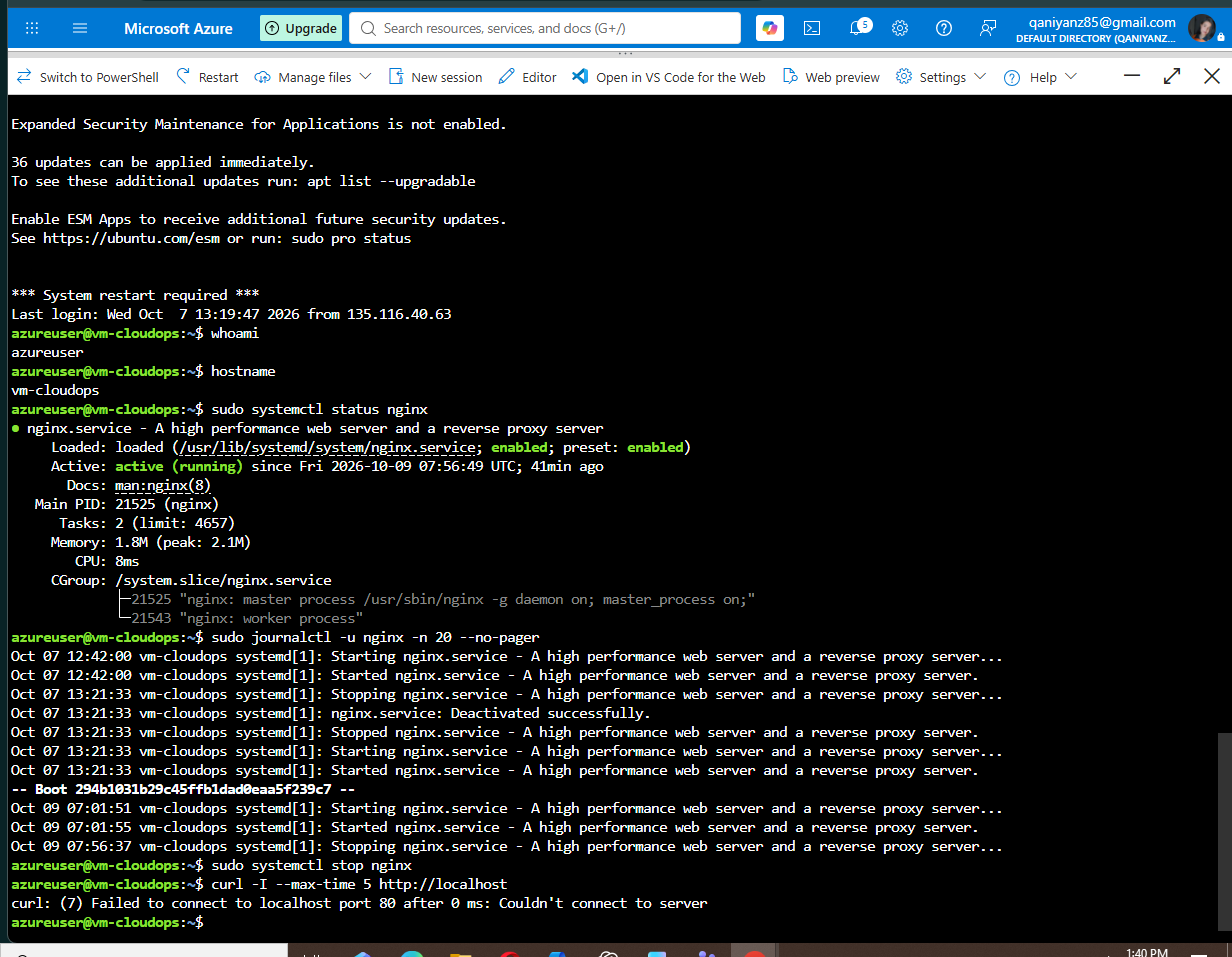 Microsoft Azure
Upgrade
Search resources, services, and docs (G+/)
5
qaniyanz85@gmail.com
DEFAULT DIRECTORY (QANIYANZ...
Switch to PowerShell
Restart
Manage files
New session
Editor
Open in VS Code for the Web
Web preview
Settings
Help
Expanded Security Maintenance for Applications is not enabled.
36 updates can be applied immediately.
To see these additional updates run: apt list --upgradable
Enable ESM Apps to receive additional future security updates.
See https://ubuntu.com/esm or run: sudo pro status
*** System restart required ***
Last login: Wed Oct  7 13:19:47 2026 from 135.116.40.63
azureuser@vm-cloudops:~$ whoami
azureuser
azureuser@vm-cloudops:~$ hostname
vm-cloudops
azureuser@vm-cloudops:~$ sudo systemctl status nginx
● nginx.service - A high performance web server and a reverse proxy server
     Loaded: loaded (/usr/lib/systemd/system/nginx.service; enabled; preset: enabled)
     Active: active (running) since Fri 2026-10-09 07:56:49 UTC; 41min ago
       Docs: man:nginx(8)
   Main PID: 21525 (nginx)
      Tasks: 2 (limit: 4657)
     Memory: 1.8M (peak: 2.1M)
        CPU: 8ms
     CGroup: /system.slice/nginx.service
             ├─21525 "nginx: master process /usr/sbin/nginx -g daemon on; master_process on;"
             └─21543 "nginx: worker process"
azureuser@vm-cloudops:~$ sudo journalctl -u nginx -n 20 --no-pager
Oct 07 12:42:00 vm-cloudops systemd[1]: Starting nginx.service - A high performance web server and a reverse proxy server...
Oct 07 12:42:00 vm-cloudops systemd[1]: Started nginx.service - A high performance web server and a reverse proxy server.
Oct 07 13:21:33 vm-cloudops systemd[1]: Stopping nginx.service - A high performance web server and a reverse proxy server...
Oct 07 13:21:33 vm-cloudops systemd[1]: nginx.service: Deactivated successfully.
Oct 07 13:21:33 vm-cloudops systemd[1]: Stopped nginx.service - A high performance web server and a reverse proxy server.
Oct 07 13:21:33 vm-cloudops systemd[1]: Starting nginx.service - A high performance web server and a reverse proxy server...
Oct 07 13:21:33 vm-cloudops systemd[1]: Started nginx.service - A high performance web server and a reverse proxy server.
-- Boot 294b1031b29c45ffb1dad0eaa5f239c7 --
Oct 09 07:01:51 vm-cloudops systemd[1]: Starting nginx.service - A high performance web server and a reverse proxy server...
Oct 09 07:01:55 vm-cloudops systemd[1]: Started nginx.service - A high performance web server and a reverse proxy server.
Oct 09 07:56:37 vm-cloudops systemd[1]: Stopping nginx.service - A high performance web server and a reverse proxy server...
azureuser@vm-cloudops:~$ sudo systemctl stop nginx
azureuser@vm-cloudops:~$ curl -I --max-time 5 http://localhost
curl: (7) Failed to connect to localhost port 80 after 0 ms: Couldn't connect to server
azureuser@vm-cloudops:~$
1:40 PM